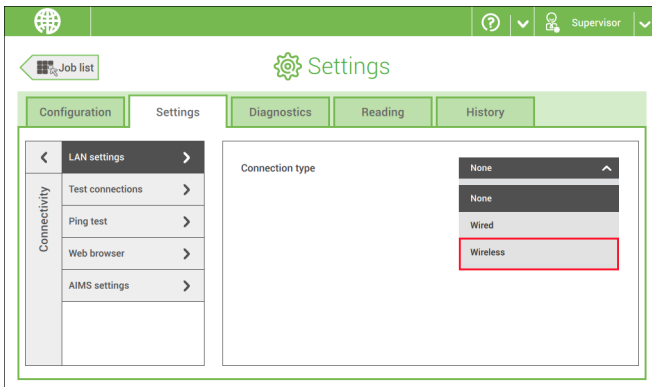 Supervisor
Job list
Settings
Configuration
Settings
Diagnostics
Reading
History
Connectivity
LAN settings
Test connections
Ping test
Web browser
AIMS settings
Connection type
None
None
Wired
Wireless